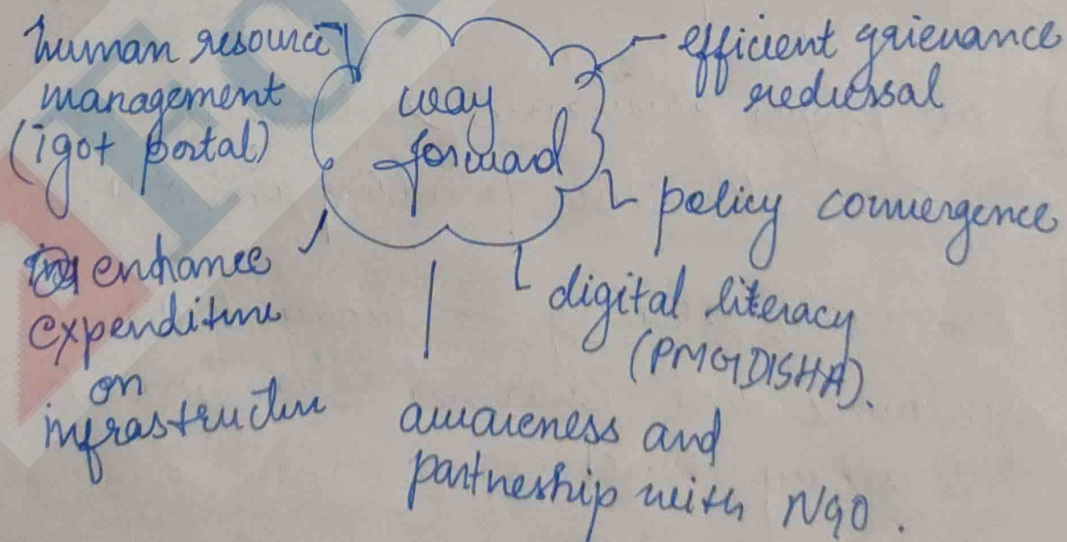 way
forward
human resource
management
(igot portal)
enhance
expenditure
on
infrastructure
awareness and
partneship with NGO.
digital literacy
(PMGDISHA).
policy convergence
efficient grievance
redressal